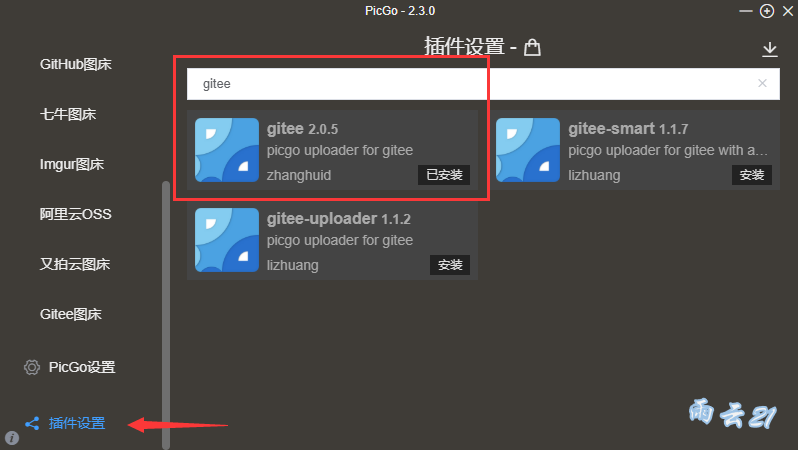 PicGo - 2.3.0
GitHub图床
七牛图床
Imgur图床
阿里云OSS
又拍云图床
Gitee图床
PicGo设置
插件设置
插件设置 -
gitee
gitee 2.0.5
picgo uploader for gitee
zhanghuid
已安装
gitee-smart 1.1.7
picgo uploader for gitee with a...
lizhuang
安装
gitee-uploader 1.1.2
picgo uploader for gitee
lizhuang
安装
雨云21